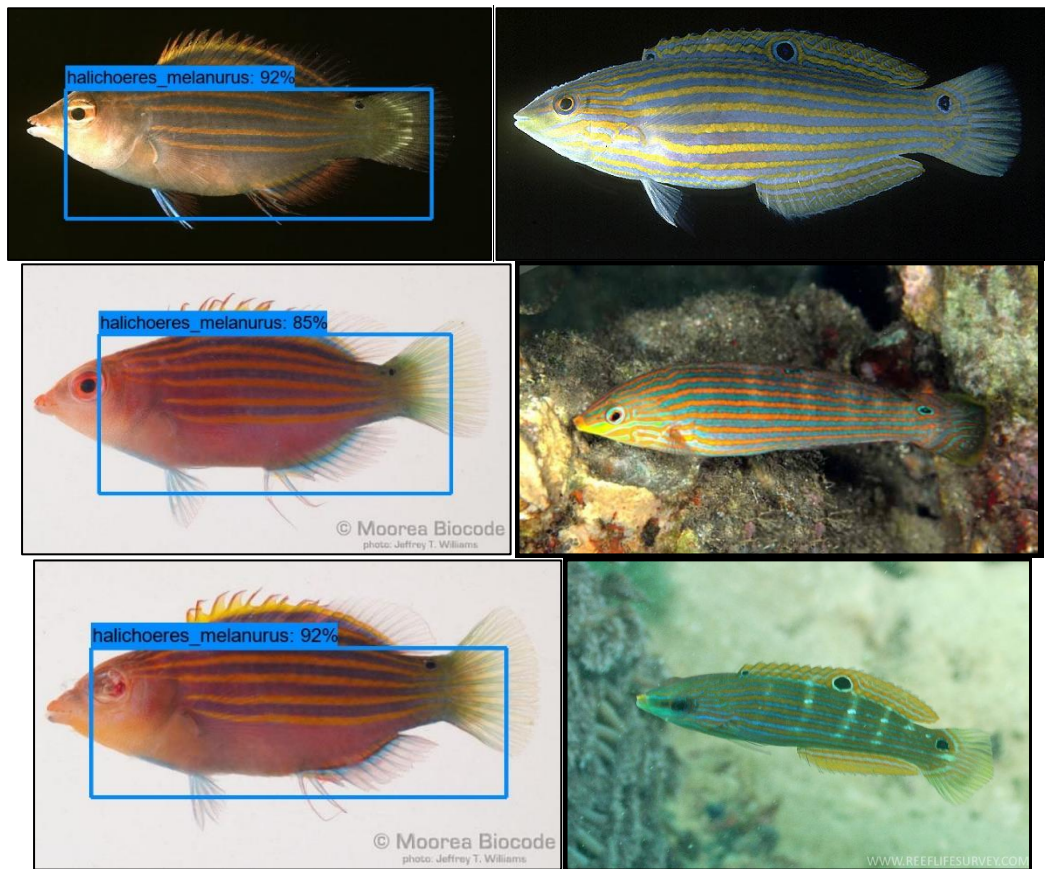 halichoeres_melanurus: 92%
halichoeres_melanurus: 85%
© Moorea Biocode
photo: Jeffrey T. Williams
halichoeres_melanurus: 92%
© Moorea Biocode
photo: Jeffrey T. Williams
WWW.REEFLIFESURVEY.COM